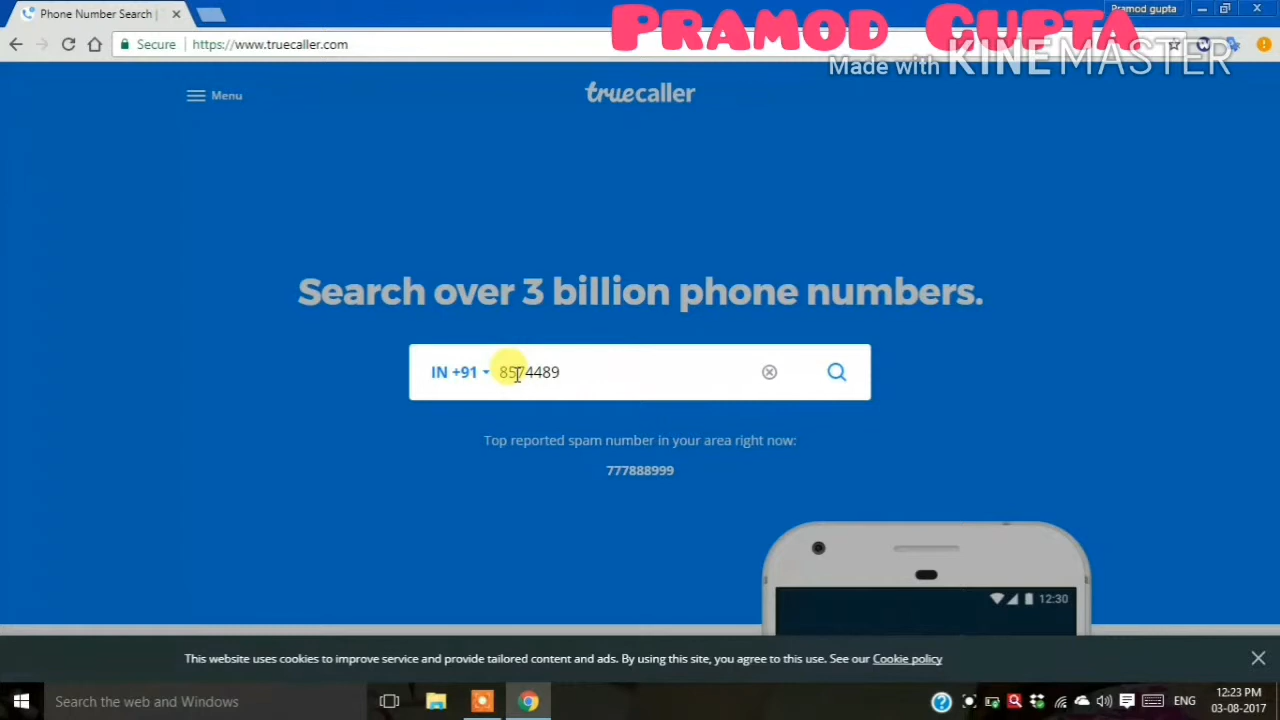 Phone Number Search |
Pramod gupta
PRAMOD GUPTA
Secure
https://www.truecaller.com
Made with KINEMASTER
Menu
truecaller
Search over 3 billion phone numbers.
IN +91 8574489
Top reported spam number in your area right now:
777888999
12:30
This website uses cookies to improve service and provide tailored content and ads. By using this site, you agree to this use. See our Cookie policy
Search the web and Windows
ENG
12:23 PM
03-08-2017